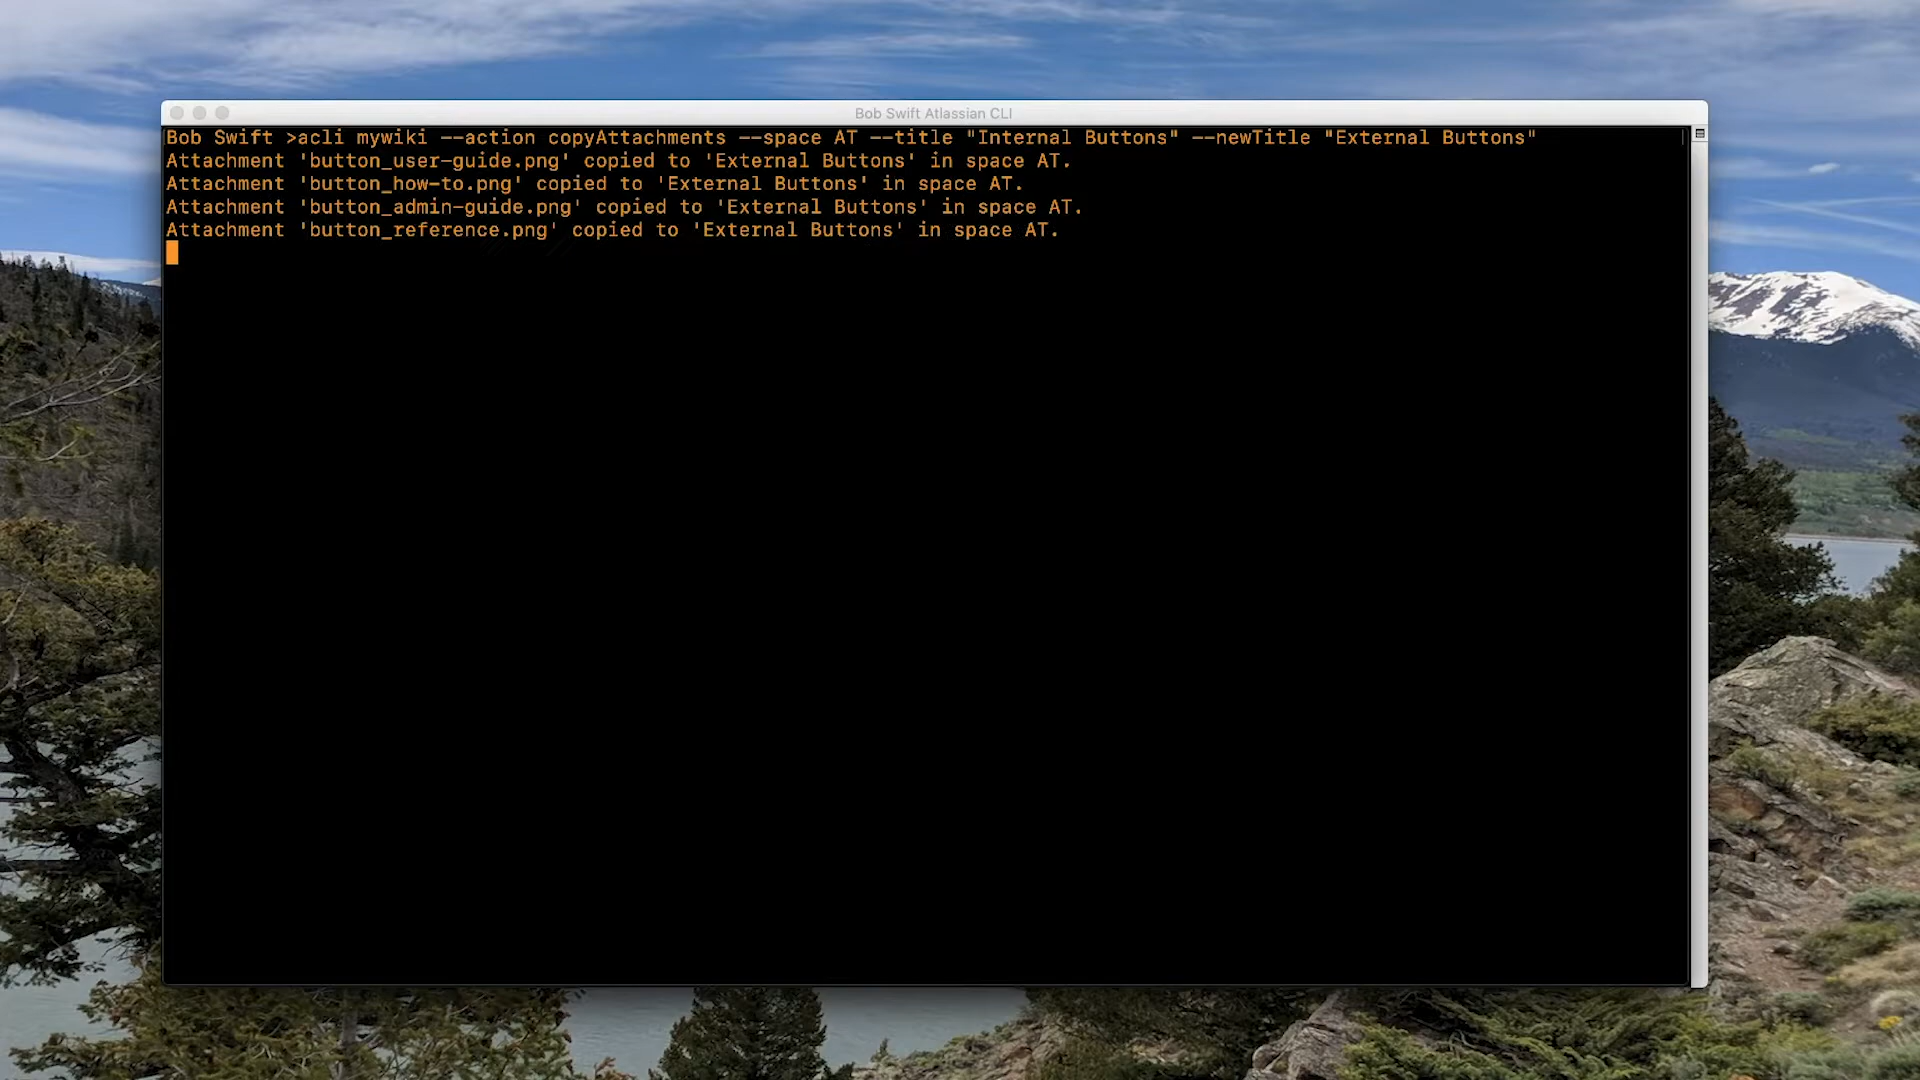 Bob Swift Atlassian CLI
Bob Swift >acli mywiki --action copyAttachments --space AT --title "Internal Buttons" --newTitle "External Buttons"
Attachment 'button_user-guide.png' copied to 'External Buttons' in space AT.
Attachment 'button_how-to.png' copied to 'External Buttons' in space AT.
Attachment 'button_admin-guide.png' copied to 'External Buttons' in space AT.
Attachment 'button_reference.png' copied to 'External Buttons' in space AT.